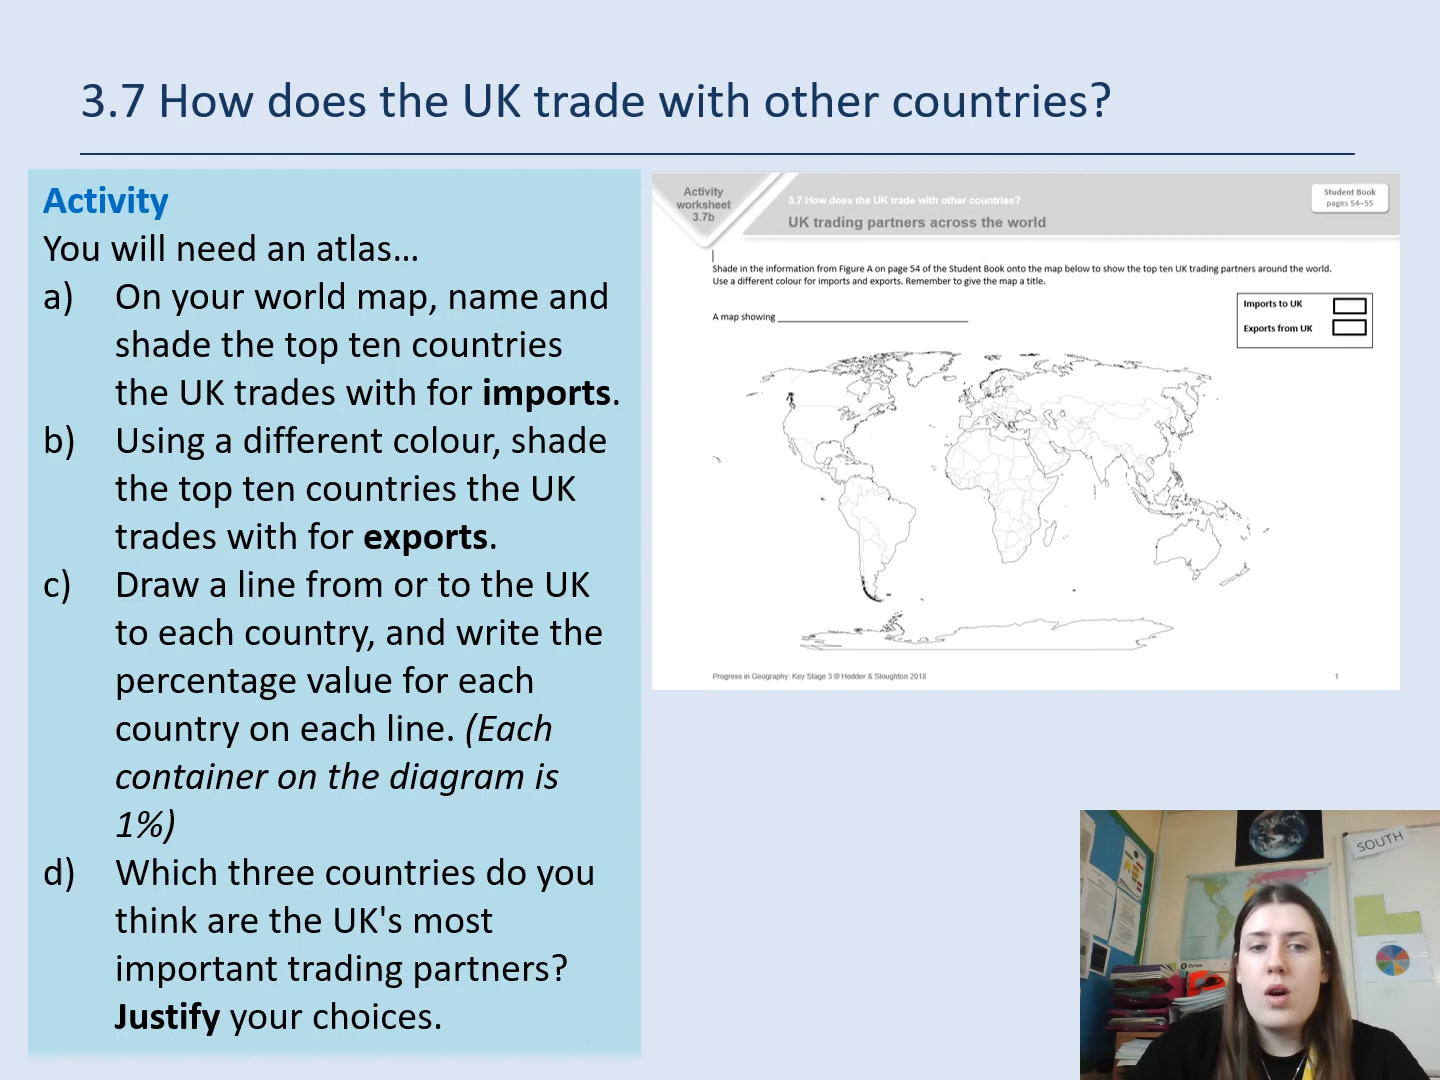 3.7 How does the UK trade with other countries?
Activity
You will need an atlas…
a) On your world map, name and
shade the top ten countries
the UK trades with for imports.
b) Using a different colour, shade
the top ten countries the UK
trades with for exports.
c) Draw a line from or to the UK
to each country, and write the
percentage value for each
country on each line. (Each
container on the diagram is
1%)
d) Which three countries do you
think are the UK's most
important trading partners?
Justify your choices.
Activity
worksheet
3.7b
3.7 How does the UK trade with other countries?
UK trading partners across the world
Student Book
pages 54–55
Shade in the information from Figure A on page 54 of the Student Book onto the map below to show the top ten UK trading partners around the world.
Use a different colour for imports and exports. Remember to give the map a title.
A map showing
Imports to UK
Exports from UK
Progress in Geography: Key Stage 3 © Hodder & Stoughton 2018
1
SOUTH